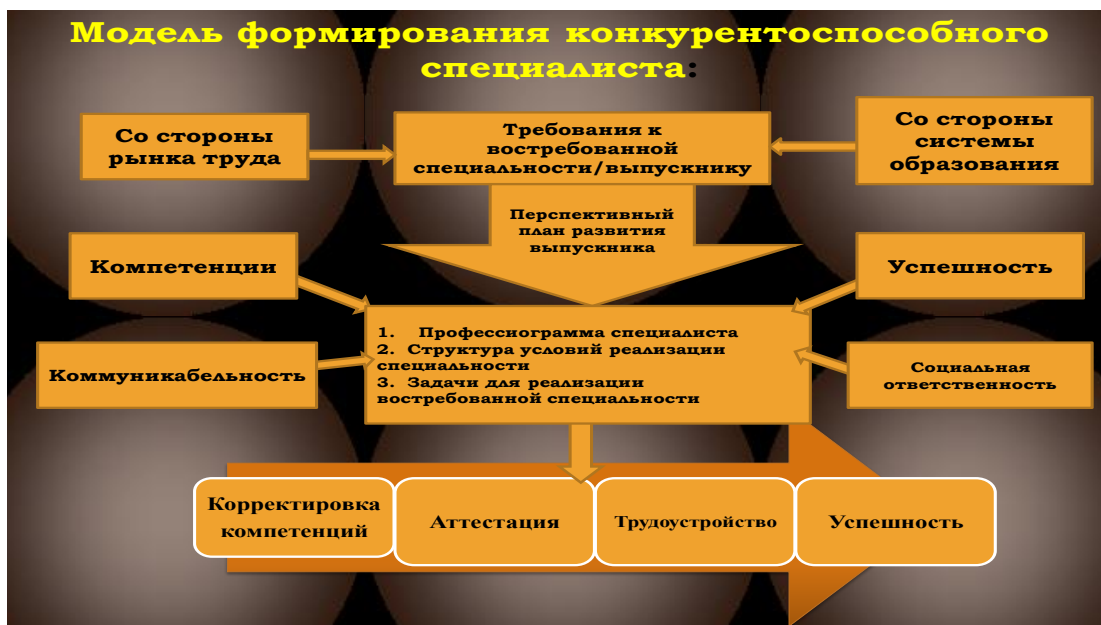 Модель формирования конкурентоспособного
специалиста:
Со стороны
рынка труда
Требования к
востребованной
специальности/выпускнику
Со стороны
системы
образования
Перспективный
план развития
выпускника
Компетенции
Успешность
1. Профессиограмма специалиста
2. Структура условий реализации
специальности
3. Задачи для реализации
востребованной специальности
Коммуникабельность
Социальная
ответственность
Корректировка
компетенций
Аттестация
Трудоустройство
Успешность